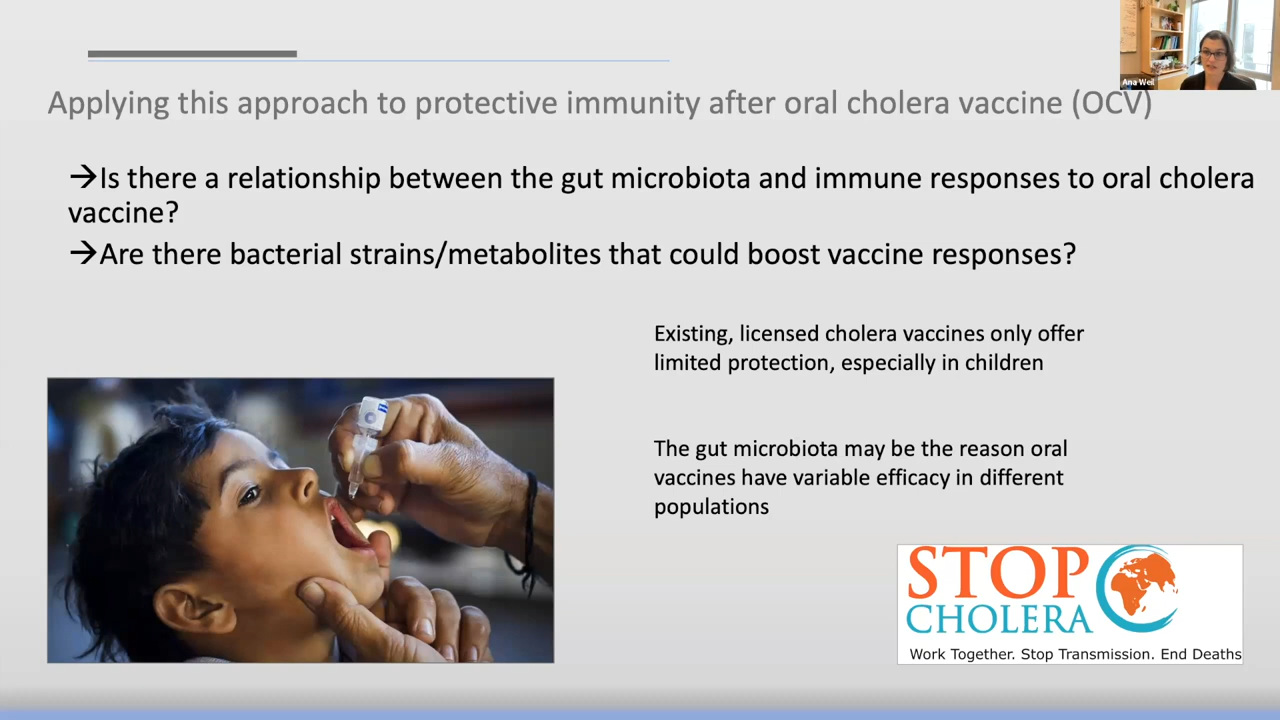 Ana Weil
Applying this approach to protective immunity after oral cholera vaccine (OCV)
→Is there a relationship between the gut microbiota and immune responses to oral cholera
vaccine?
→Are there bacterial strains/metabolites that could boost vaccine responses?
Existing, licensed cholera vaccines only offer
limited protection, especially in children
The gut microbiota may be the reason oral
vaccines have variable efficacy in different
populations
STOP
CHOLERA
Work Together. Stop Transmission. End Deaths